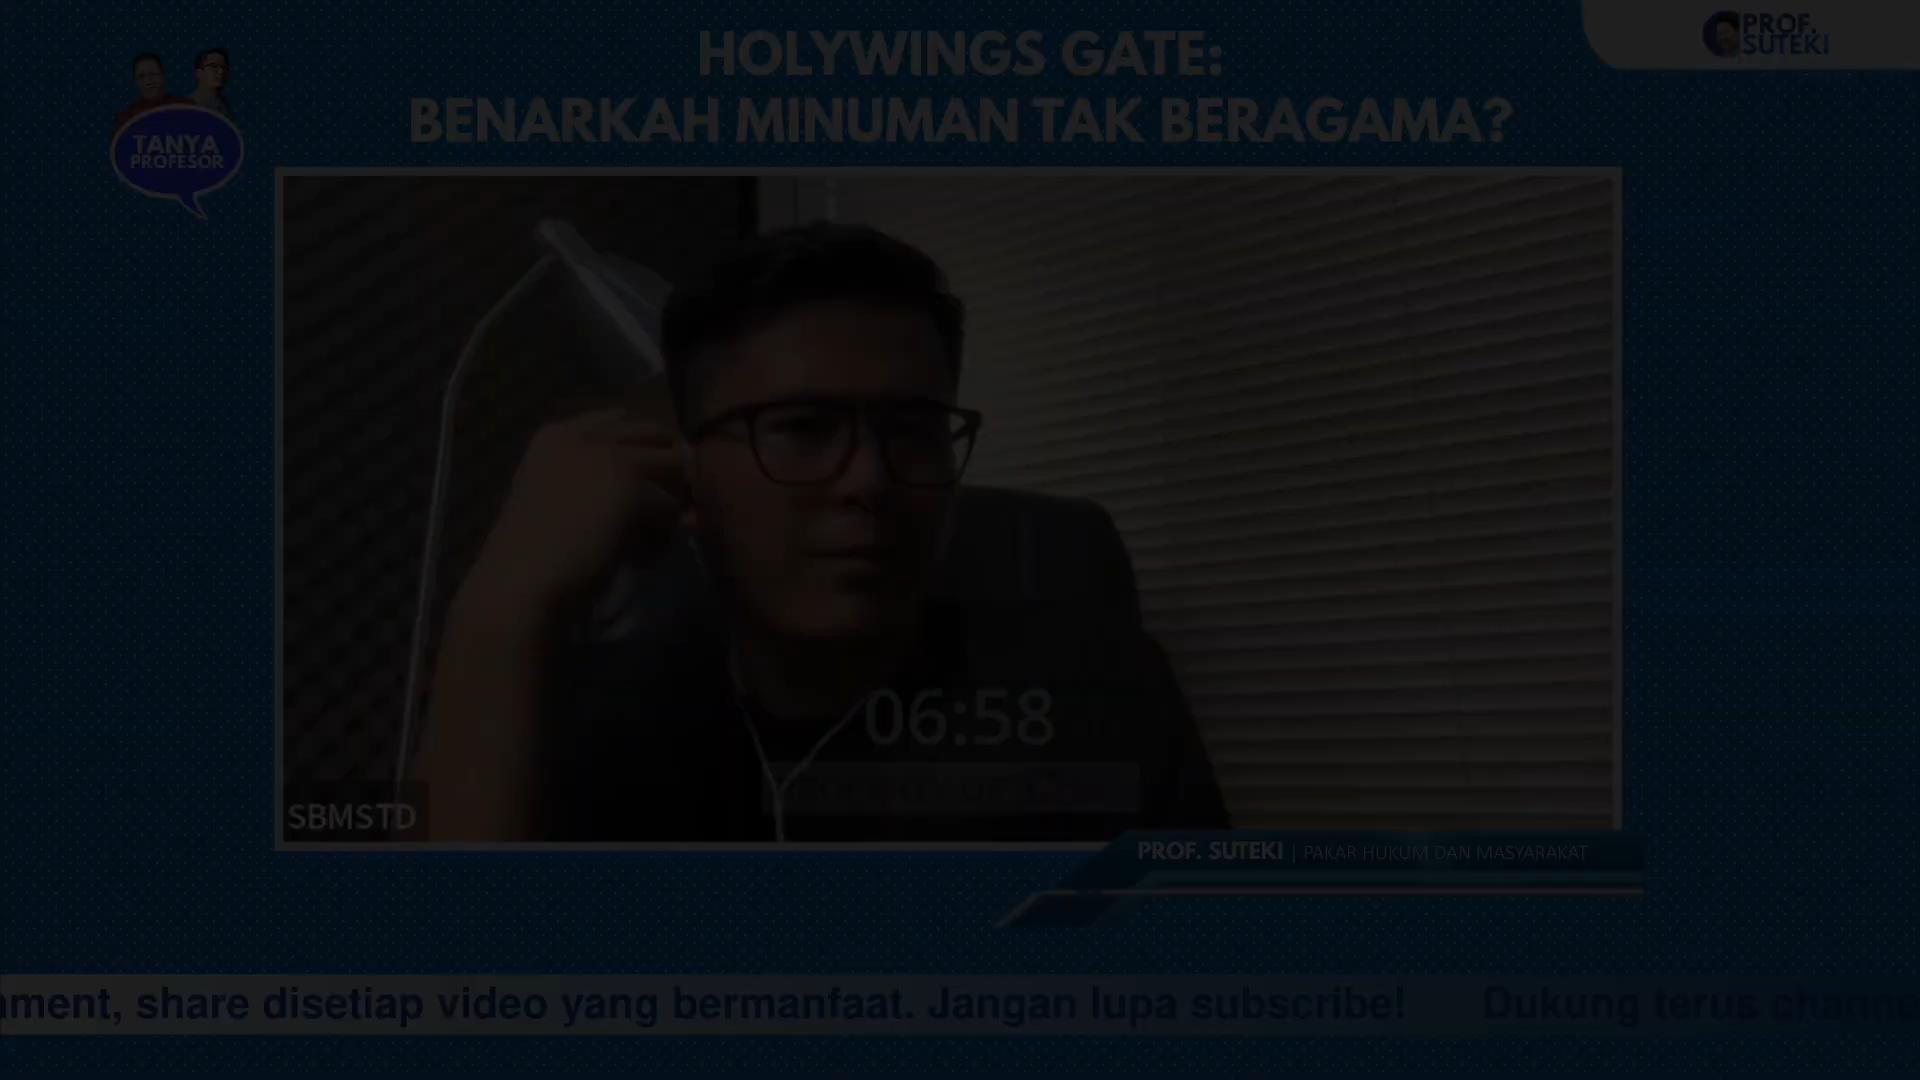 HOLYWINGS GATE:
BENARKAH MINUMAN TAK BERAGAMA?
PROF.
SUTEKI
TANYA
PROFESOR
06:58
SBMSTD
PROF. SUTEKI | PAKAR HUKUM DAN MASYARAKAT
share disetiap video yang bermanfaat. Jangan lupa subscribe! Dukung terus